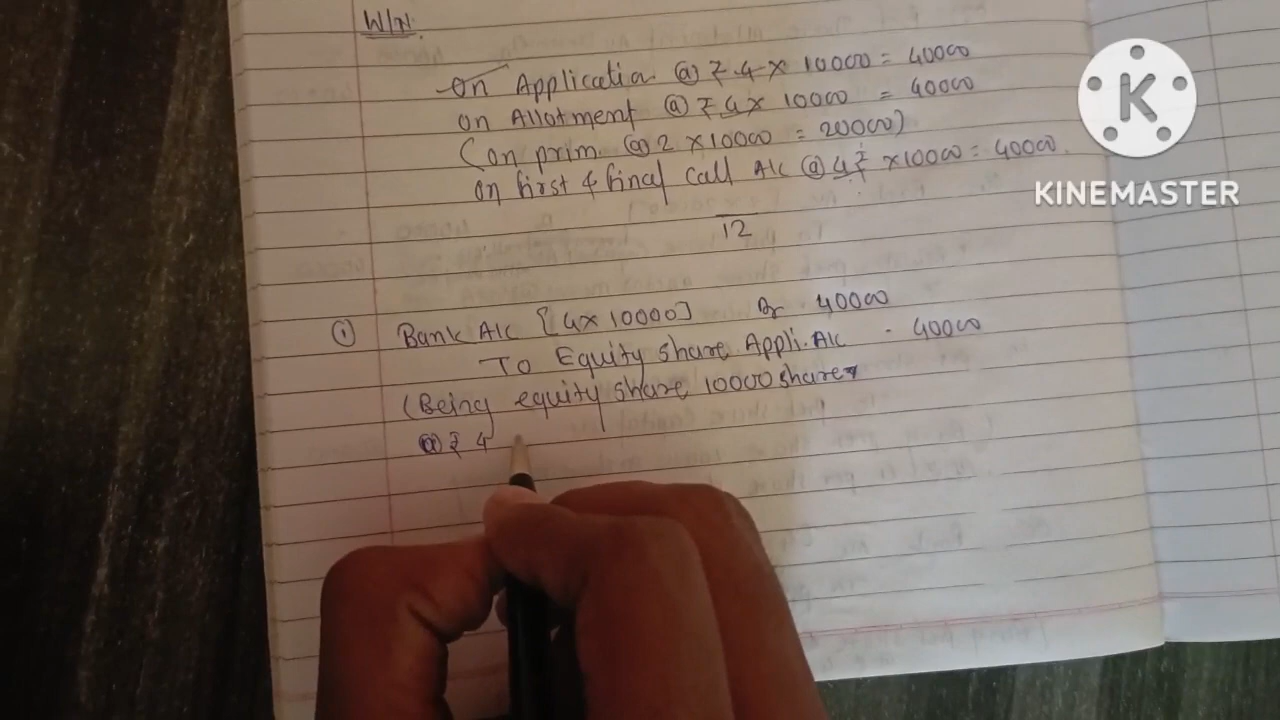 W/N.
On Application @ ₹ 4 × 10000 = 40000
on Allotment @ ₹ 4 × 10000 = 40000
(on prim. @ 2 × 10000 = 20000)
on first & final call A/c @ 4 ₹ × 10000 = 40000
12
① Bank A/c [4×10000] Dr 40000
To Equity share Appli. A/c - 40000
(Being equity share 10000 shares
@ ₹ 4
K
KINEMASTER